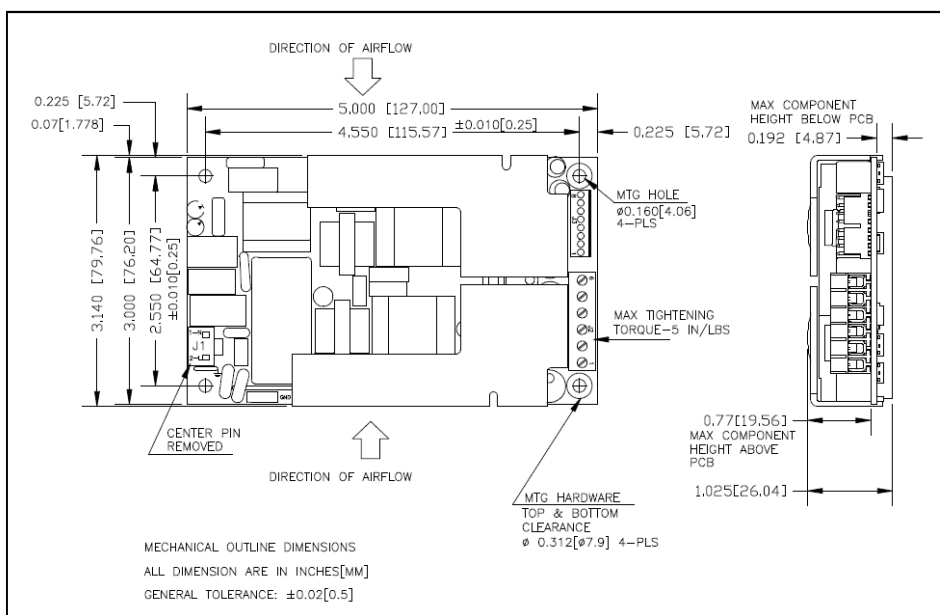 DIRECTION OF AIRFLOW
5.000 [127.00]
4.550 [115.57]
±0.010[0.25]
0.225 [5.72]
0.07[1.778]
0.225 [5.72]
MAX COMPONENT
HEIGHT BELOW PCB
0.192 [4.87]
MTG HOLE
ø0.160[4.06]
4-PLS
3.140 [79.76]
3.000 [76.20]
2.550 [64.77]
±0.010[0.25]
1-N
J1
2-L
GND
MAX TIGHTENING
TORQUE-5 IN/LBS
CENTER PIN
REMOVED
DIRECTION OF AIRFLOW
0.77[19.56]
MAX COMPONENT
HEIGHT ABOVE
PCB
1.025[26.04]
MTG HARDWARE
TOP & BOTTOM
CLEARANCE
ø 0.312[ø7.9] 4-PLS
MECHANICAL OUTLINE DIMENSIONS
ALL DIMENSION ARE IN INCHES[MM]
GENERAL TOLERANCE: ±0.02[0.5]